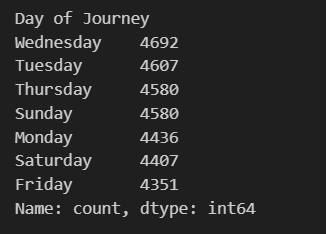 Day of Journey
Wednesday    4692
Tuesday      4607
Thursday     4580
Sunday       4580
Monday       4436
Saturday     4407
Friday       4351
Name: count, dtype: int64